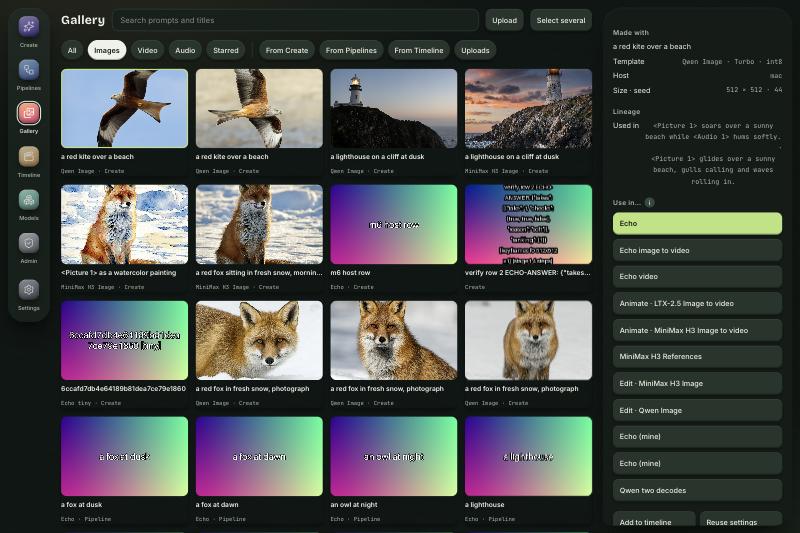 Create
Pipelines
Gallery
Timeline
Models
Admin
Settings
Gallery
Search prompts and titles
Upload
Select several
All
Images
Video
Audio
Starred
From Create
From Pipelines
From Timeline
Uploads
a red kite over a beach
Qwen Image · Create
a red kite over a beach
Qwen Image · Create
a lighthouse on a cliff at dusk
Qwen Image · Create
a lighthouse on a cliff at dusk
MiniMax H3 Image · Create
<Picture 1> as a watercolor painting
MiniMax H3 Image · Create
a red fox sitting in fresh snow, mornin...
MiniMax H3 Image · Create
m6 host row
m6 host row
Echo · Create
verify row 2 ECHO-
verify row 2 ECHO-ANSWER: {"takes...
Create
6ccafd7db4e64189b81dea7ce79e1860
Echo tiny · Create
a red fox in fresh snow, photograph
Qwen Image · Create
a red fox in fresh snow, photograph
Qwen Image · Create
a red fox in fresh snow, photograph
Qwen Image · Create
a fox at dusk
a fox at dusk
Echo · Pipeline
a fox at dawn
a fox at dawn
Echo · Pipeline
an owl at night
an owl at night
Echo · Pipeline
a lighthouse
a lighthouse
Echo · Pipeline
Made with
a red kite over a beach
Template Qwen Image · Turbo · int8
Host mac
Size · seed 512 × 512 · 44
Lineage
Used in <Picture 1> soars over a sunny
beach while <Audio 1> hums softly.
·
<Picture 1> glides over a sunny
beach, gulls calling and waves
rolling in.
Use in... i
Echo
Echo image to video
Echo video
Animate · LTX-2.5 Image to video
Animate · MiniMax H3 Image to video
MiniMax H3 References
Edit · MiniMax H3 Image
Edit · Qwen Image
Echo (mine)
Echo (mine)
Qwen two decodes
Add to timeline
Reuse settings